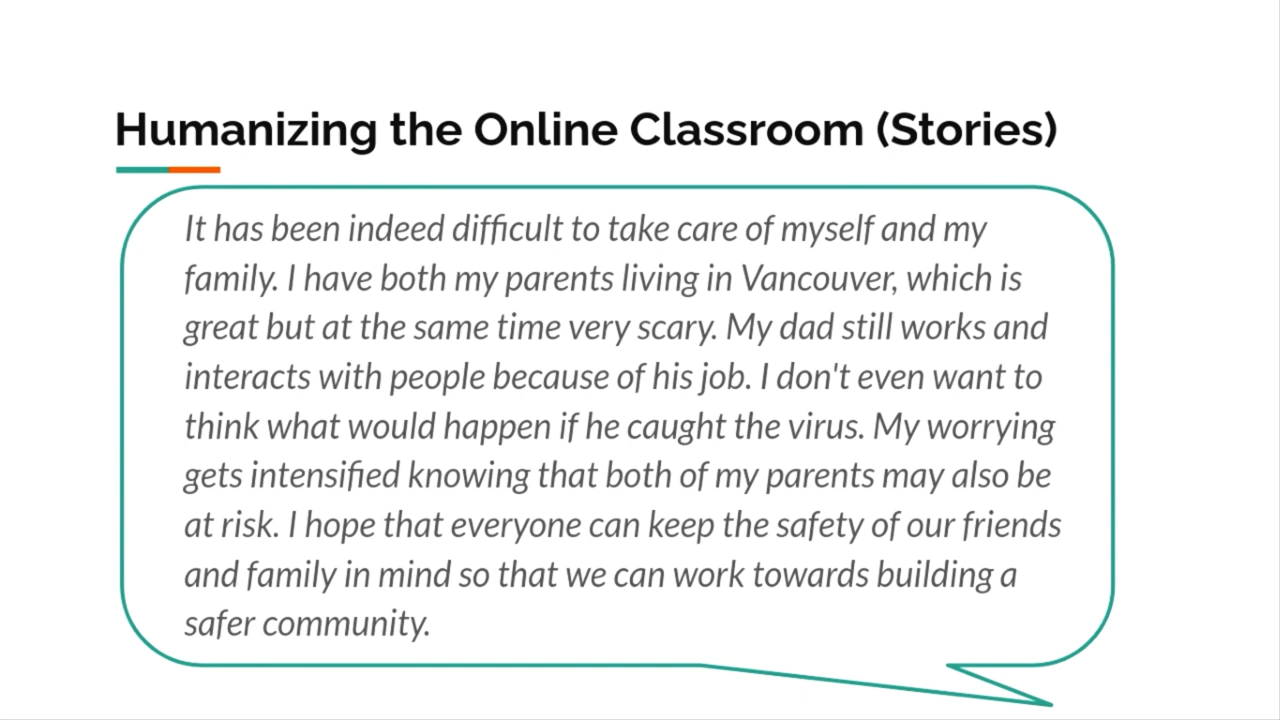 Humanizing the Online Classroom (Stories)
It has been indeed difficult to take care of myself and my
family. I have both my parents living in Vancouver, which is
great but at the same time very scary. My dad still works and
interacts with people because of his job. I don't even want to
think what would happen if he caught the virus. My worrying
gets intensified knowing that both of my parents may also be
at risk. I hope that everyone can keep the safety of our friends
and family in mind so that we can work towards building a
safer community.